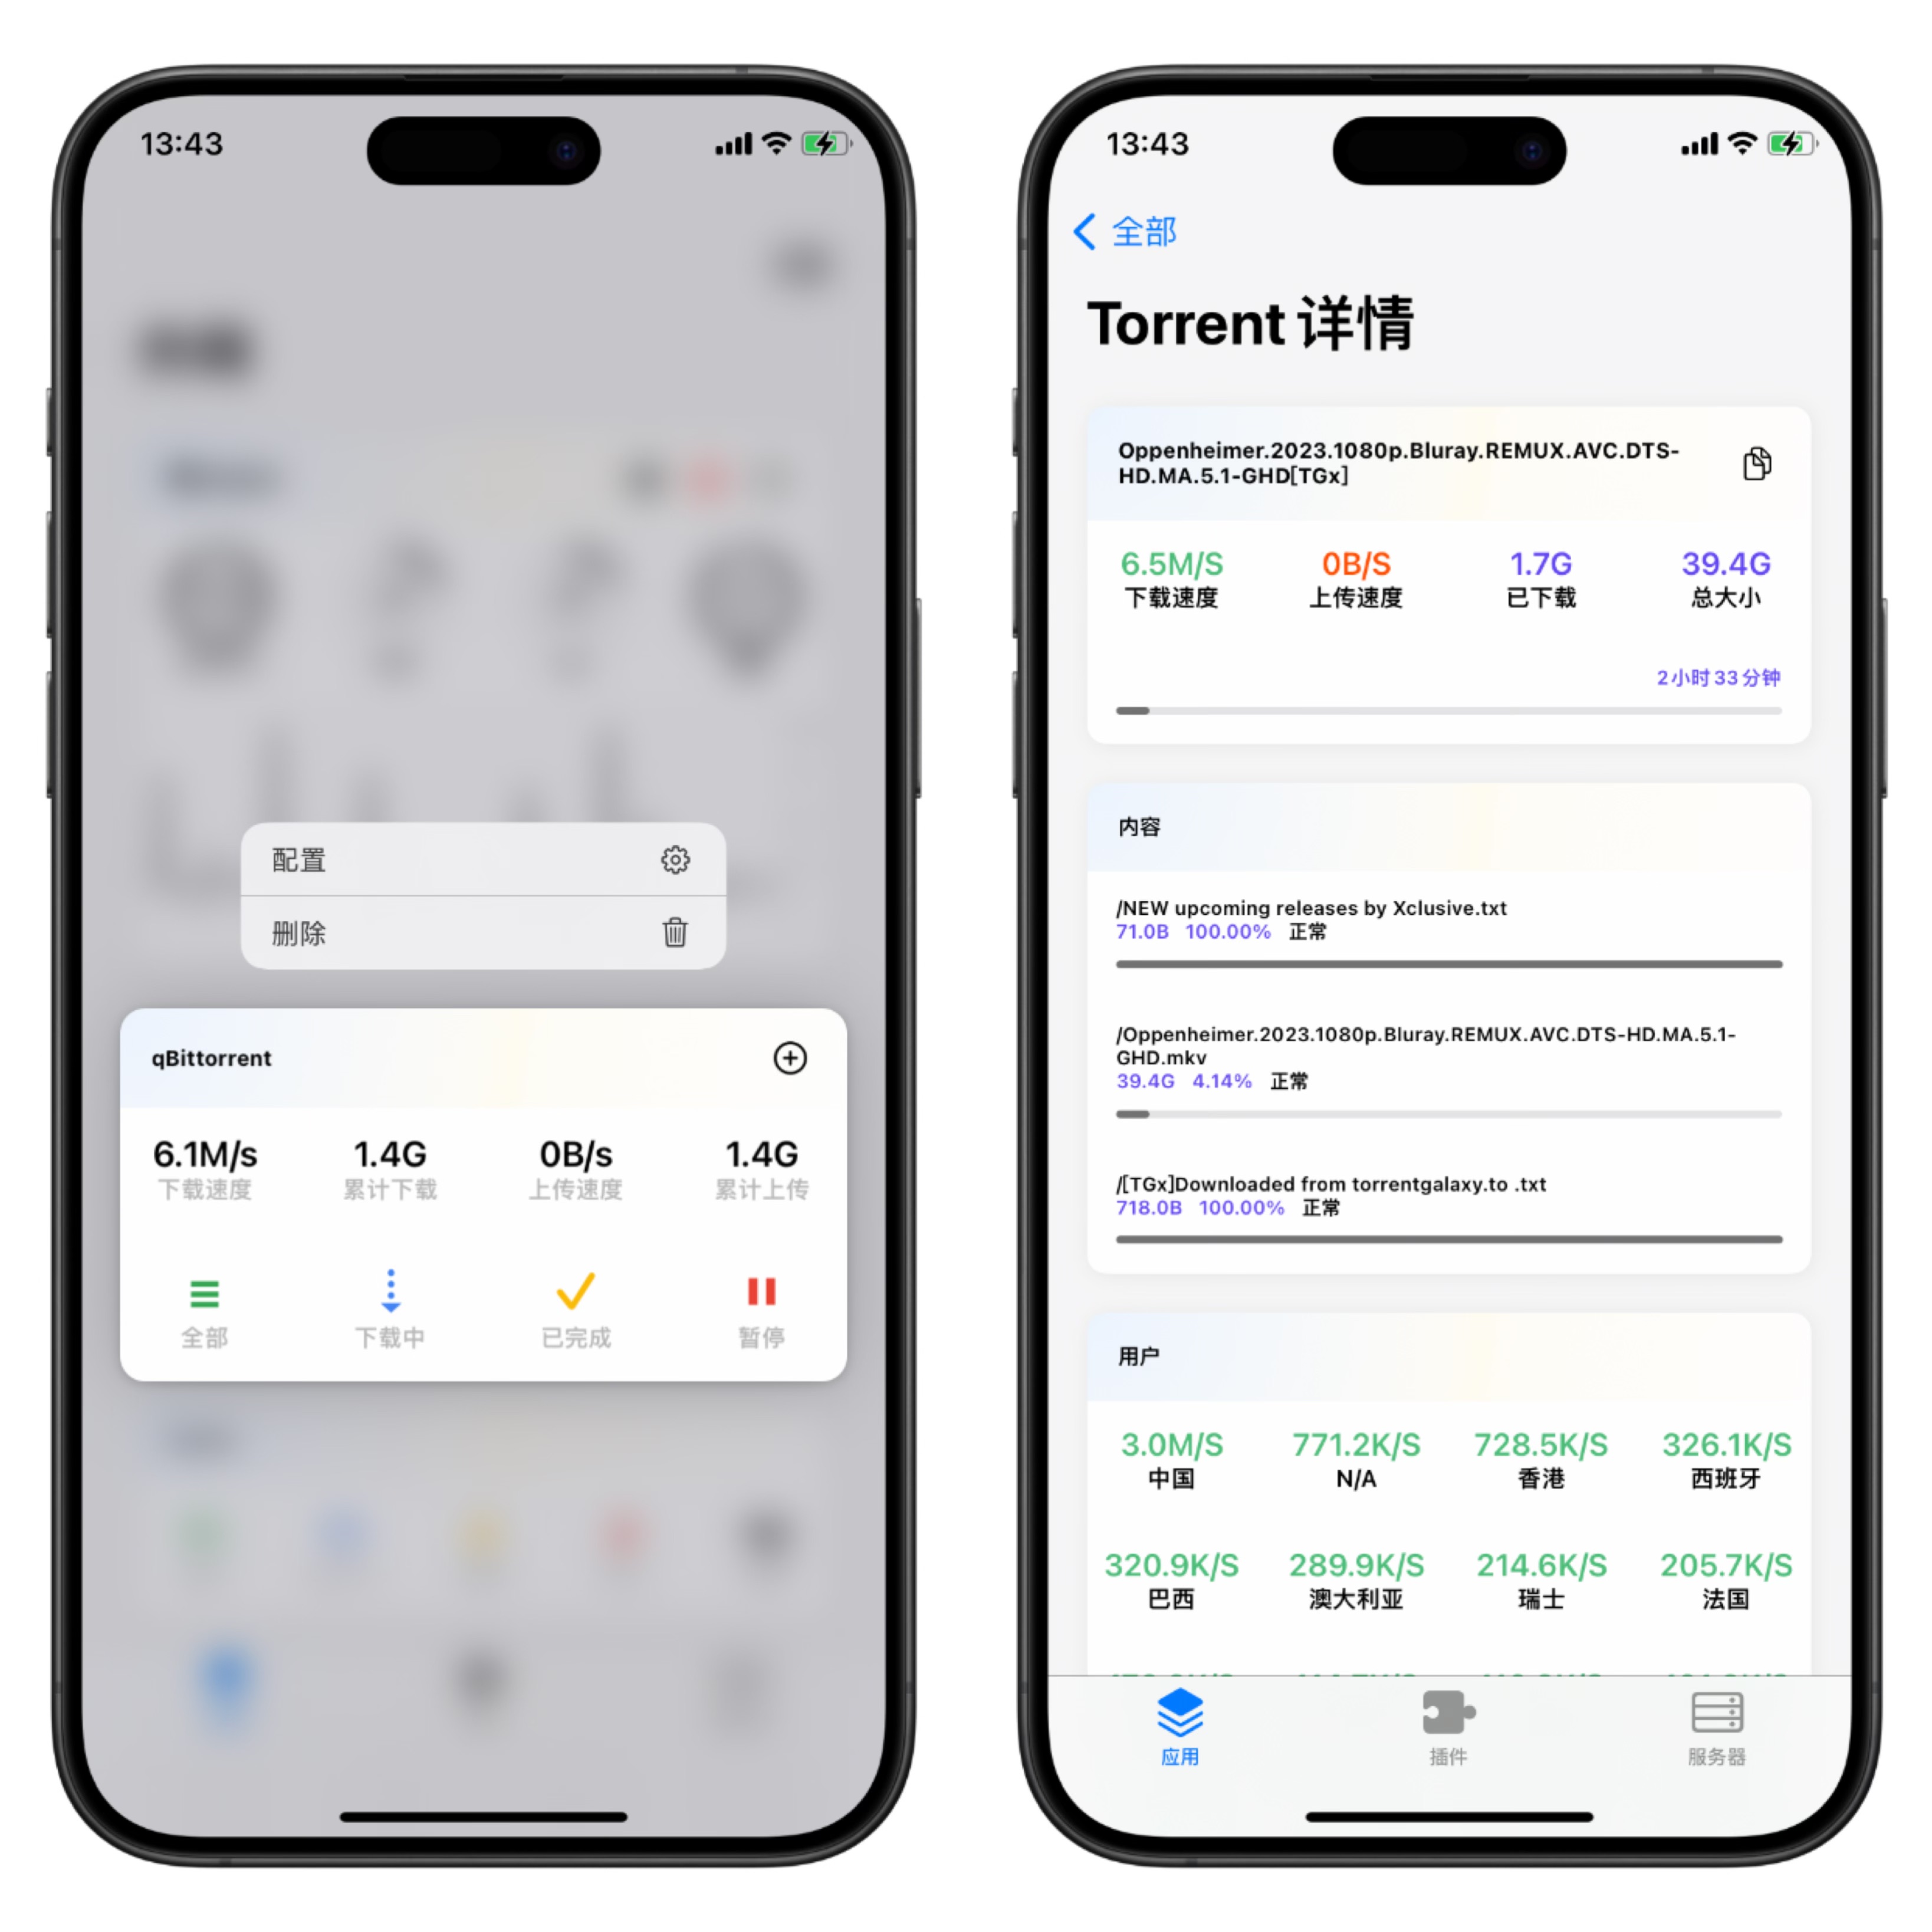 13:43
配置
删除
qBittorrent
6.1M/s 1.4G 0B/s 1.4G
下载速度 累计下载 上传速度 累计上传
全部 下载中 已完成 暂停
13:43
全部
Torrent 详情
Oppenheimer.2023.1080p.Bluray.REMUX.AVC.DTS-
HD.MA.5.1-GHD[TGx]
6.5M/S 0B/S 1.7G 39.4G
下载速度 上传速度 已下载 总大小
2小时33分钟
内容
/NEW upcoming releases by Xclusive.txt
71.0B 100.00% 正常
/Oppenheimer.2023.1080p.Bluray.REMUX.AVC.DTS-HD.MA.5.1-
GHD.mkv
39.4G 4.14% 正常
/[TGx]Downloaded from torrentgalaxy.to .txt
718.0B 100.00% 正常
用户
3.0M/S 771.2K/S 728.5K/S 326.1K/S
中国 N/A 香港 西班牙
320.9K/S 289.9K/S 214.6K/S 205.7K/S
巴西 澳大利亚 瑞士 法国
应用 插件 服务器